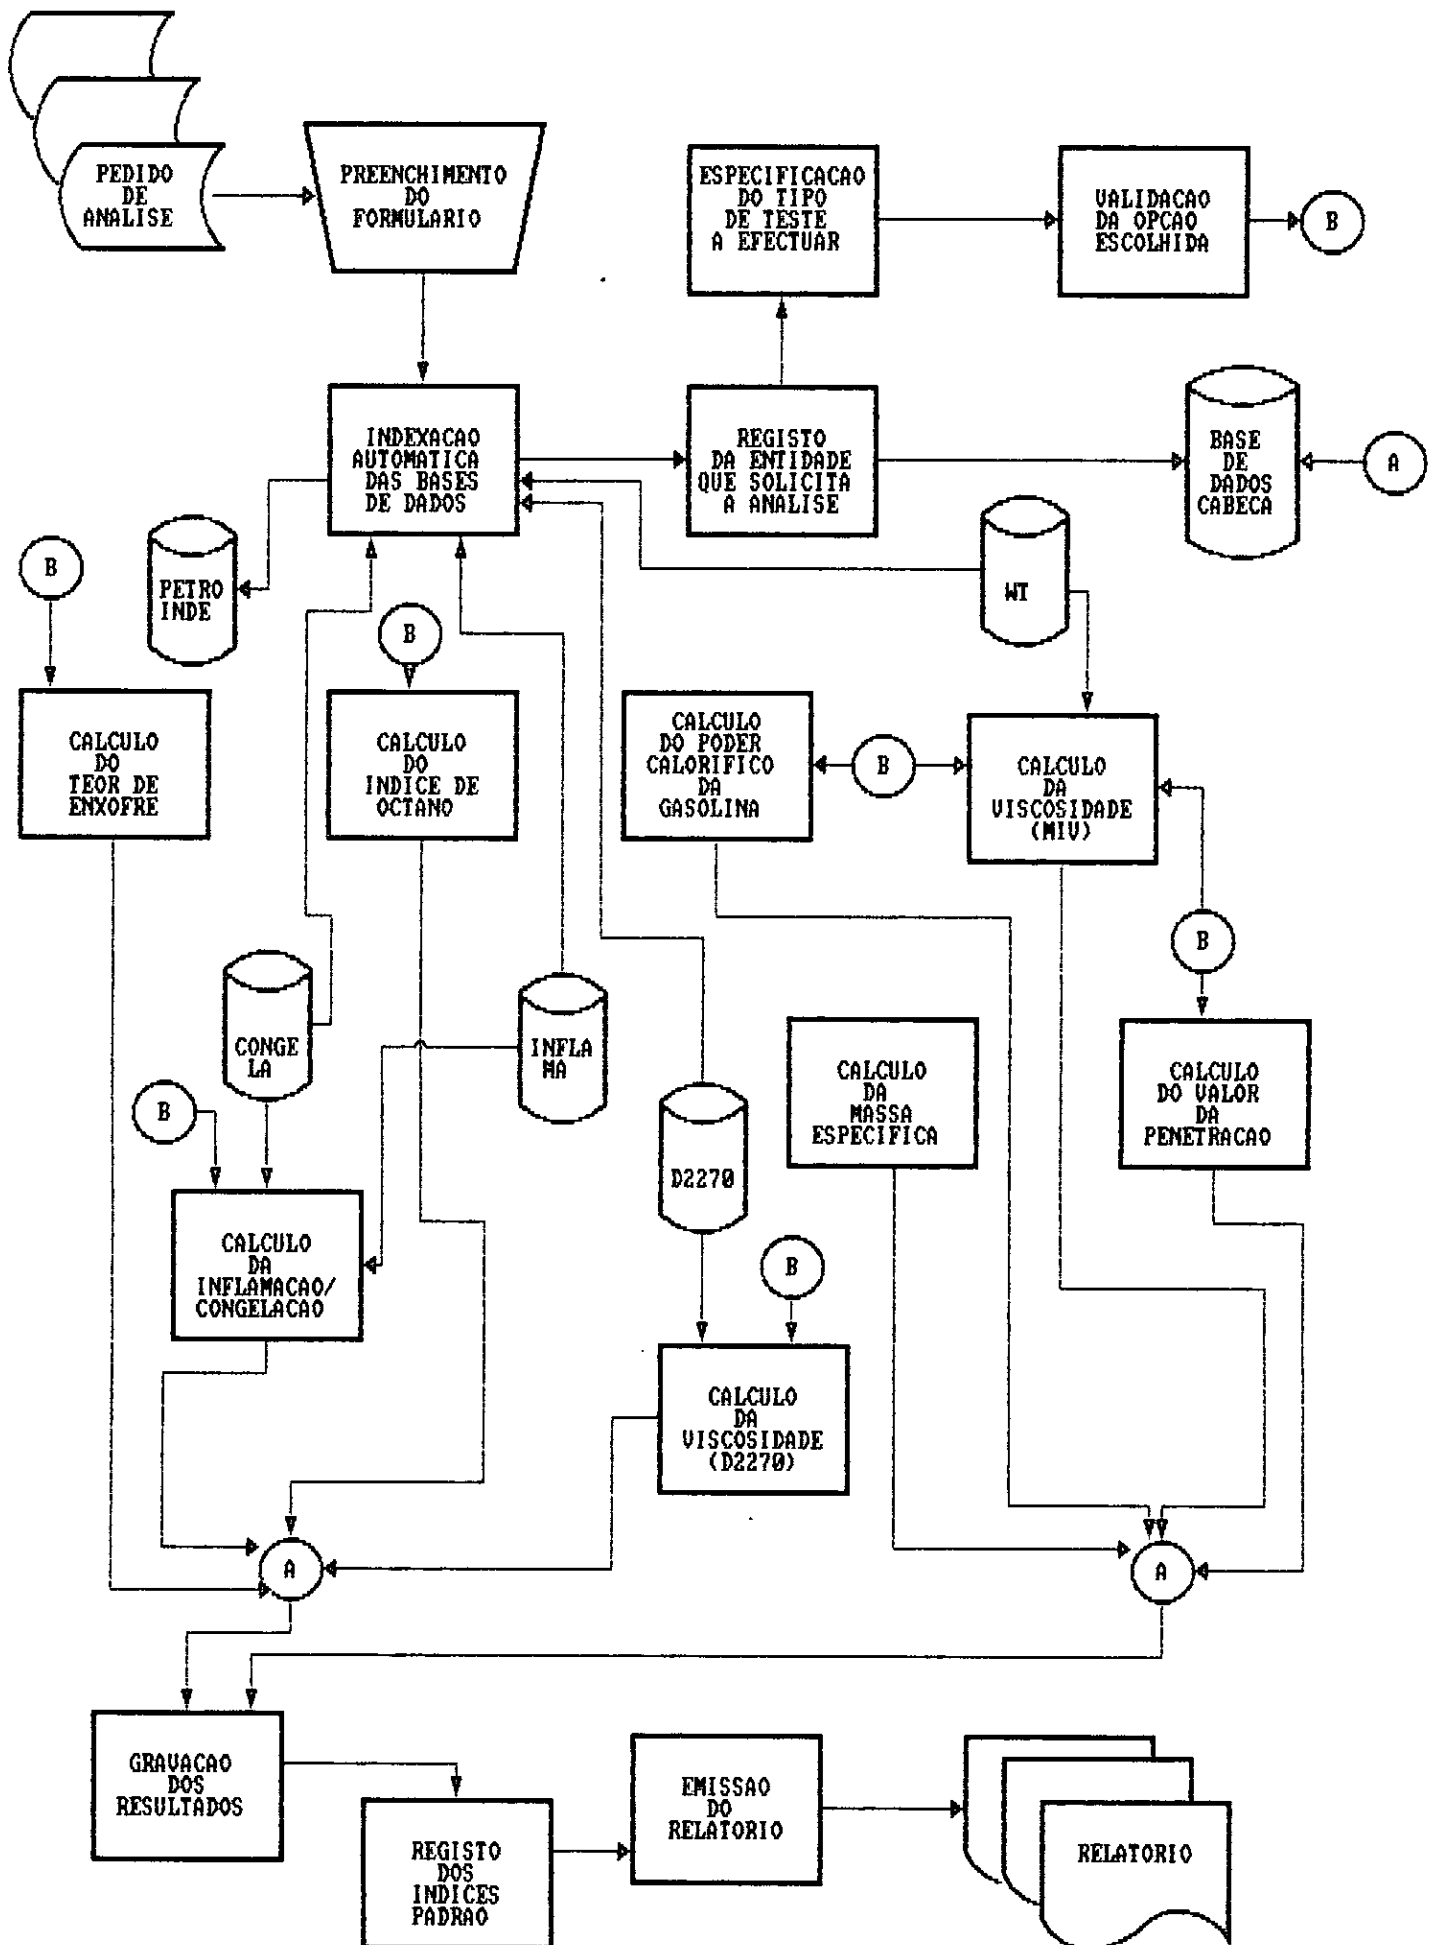 PEDIDO
DE
ANALISE
PREENCHIMENTO
DO
FORMULARIO
ESPECIFICACAO
DO TIPO
DE TESTE
A EFECTUAR
VALIDACAO
DA OPCAO
ESCOLHIDA
B
INDEXACAO
AUTOMATICA
DAS BASES
DE DADOS
REGISTO
DA ENTIDADE
QUE SOLICITA
A ANALISE
BASE
DE
DADOS
CABECA
A
B
PETRO
INDE
B
WT
CALCULO
DO
TEOR DE
ENXOFRE
CALCULO
DO
INDICE DE
OCTANO
CALCULO
DO PODER
CALORIFICO
DA
GASOLINA
B
CALCULO
DA
VISCOSIDADE
(MIV)
B
CONGE
LA
INFLA
MA
B
D2270
CALCULO
DA
MASSA
ESPECIFICA
CALCULO
DO VALOR
DA
PENETRACAO
CALCULO
DA
INFLAMACAO/
CONGELACAO
B
CALCULO
DA
VISCOSIDADE
(D2270)
A
A
GRAVACAO
DOS
RESULTADOS
REGISTO
DOS
INDICES
PADRAO
EMISSAO
DO
RELATORIO
RELATORIO